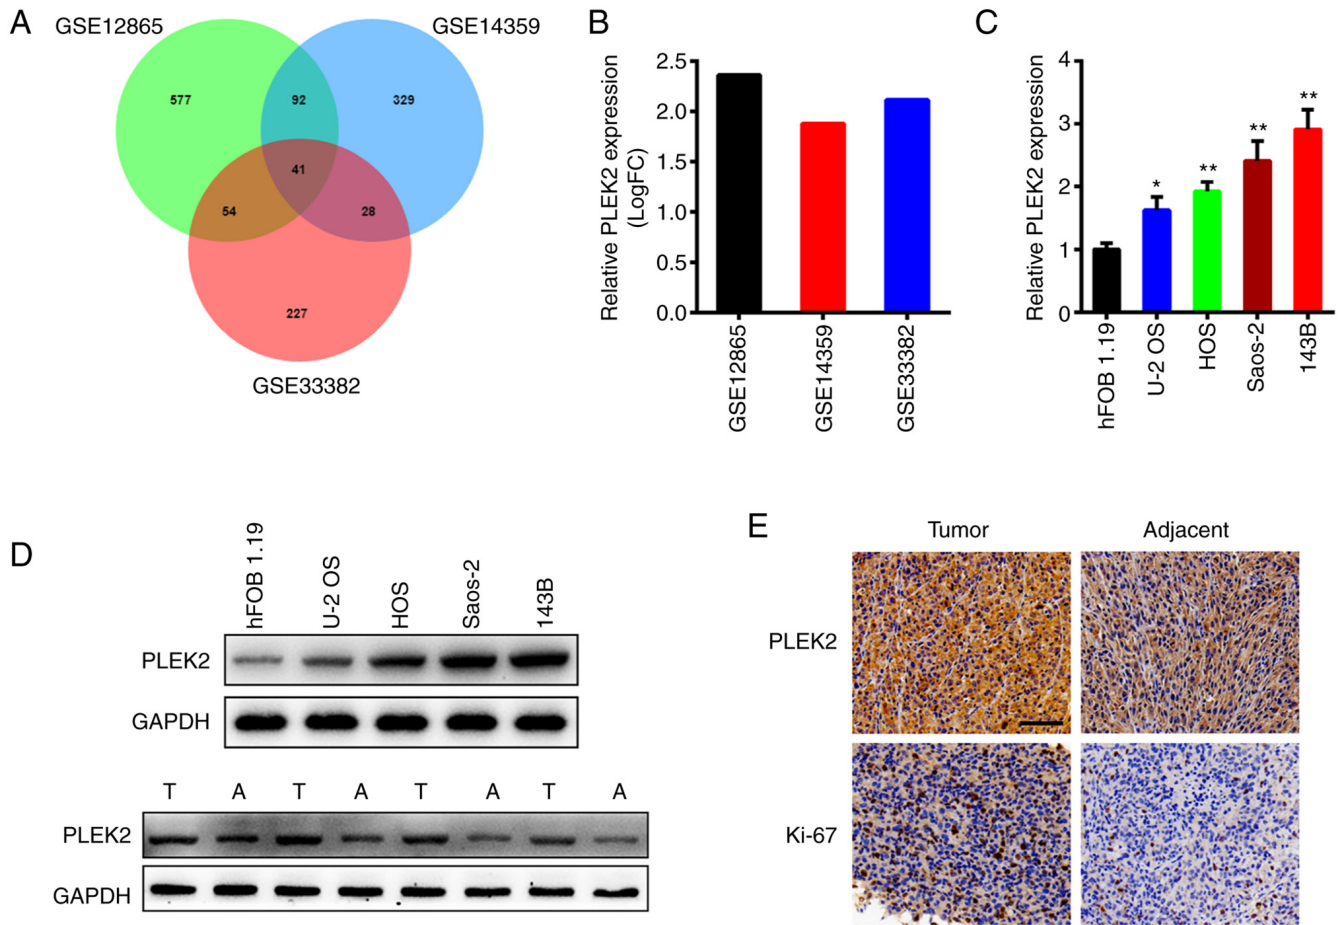 A
GSE12865
GSE14359
577
92
329
41
54
28
227
GSE33382
B
Relative PLEK2 expression
(LogFC)
2.5
2.0
1.5
1.0
0.5
0.0
GSE12865
GSE14359
GSE33382
C
Relative PLEK2 expression
4
3
2
1
0
*
**
**
**
hFOB 1.19
U-2 OS
HOS
Saos-2
143B
D
hFOB 1.19
U-2 OS
HOS
Saos-2
143B
PLEK2
GAPDH
T A T A T A T A
PLEK2
GAPDH
E
Tumor Adjacent
PLEK2
Ki-67